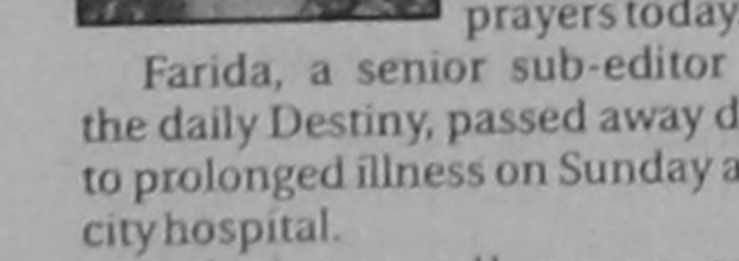 prayers today
Farida, a senior sub-editor
the daily Destiny, passed away d
to prolonged illness on Sunday a
city hospital.